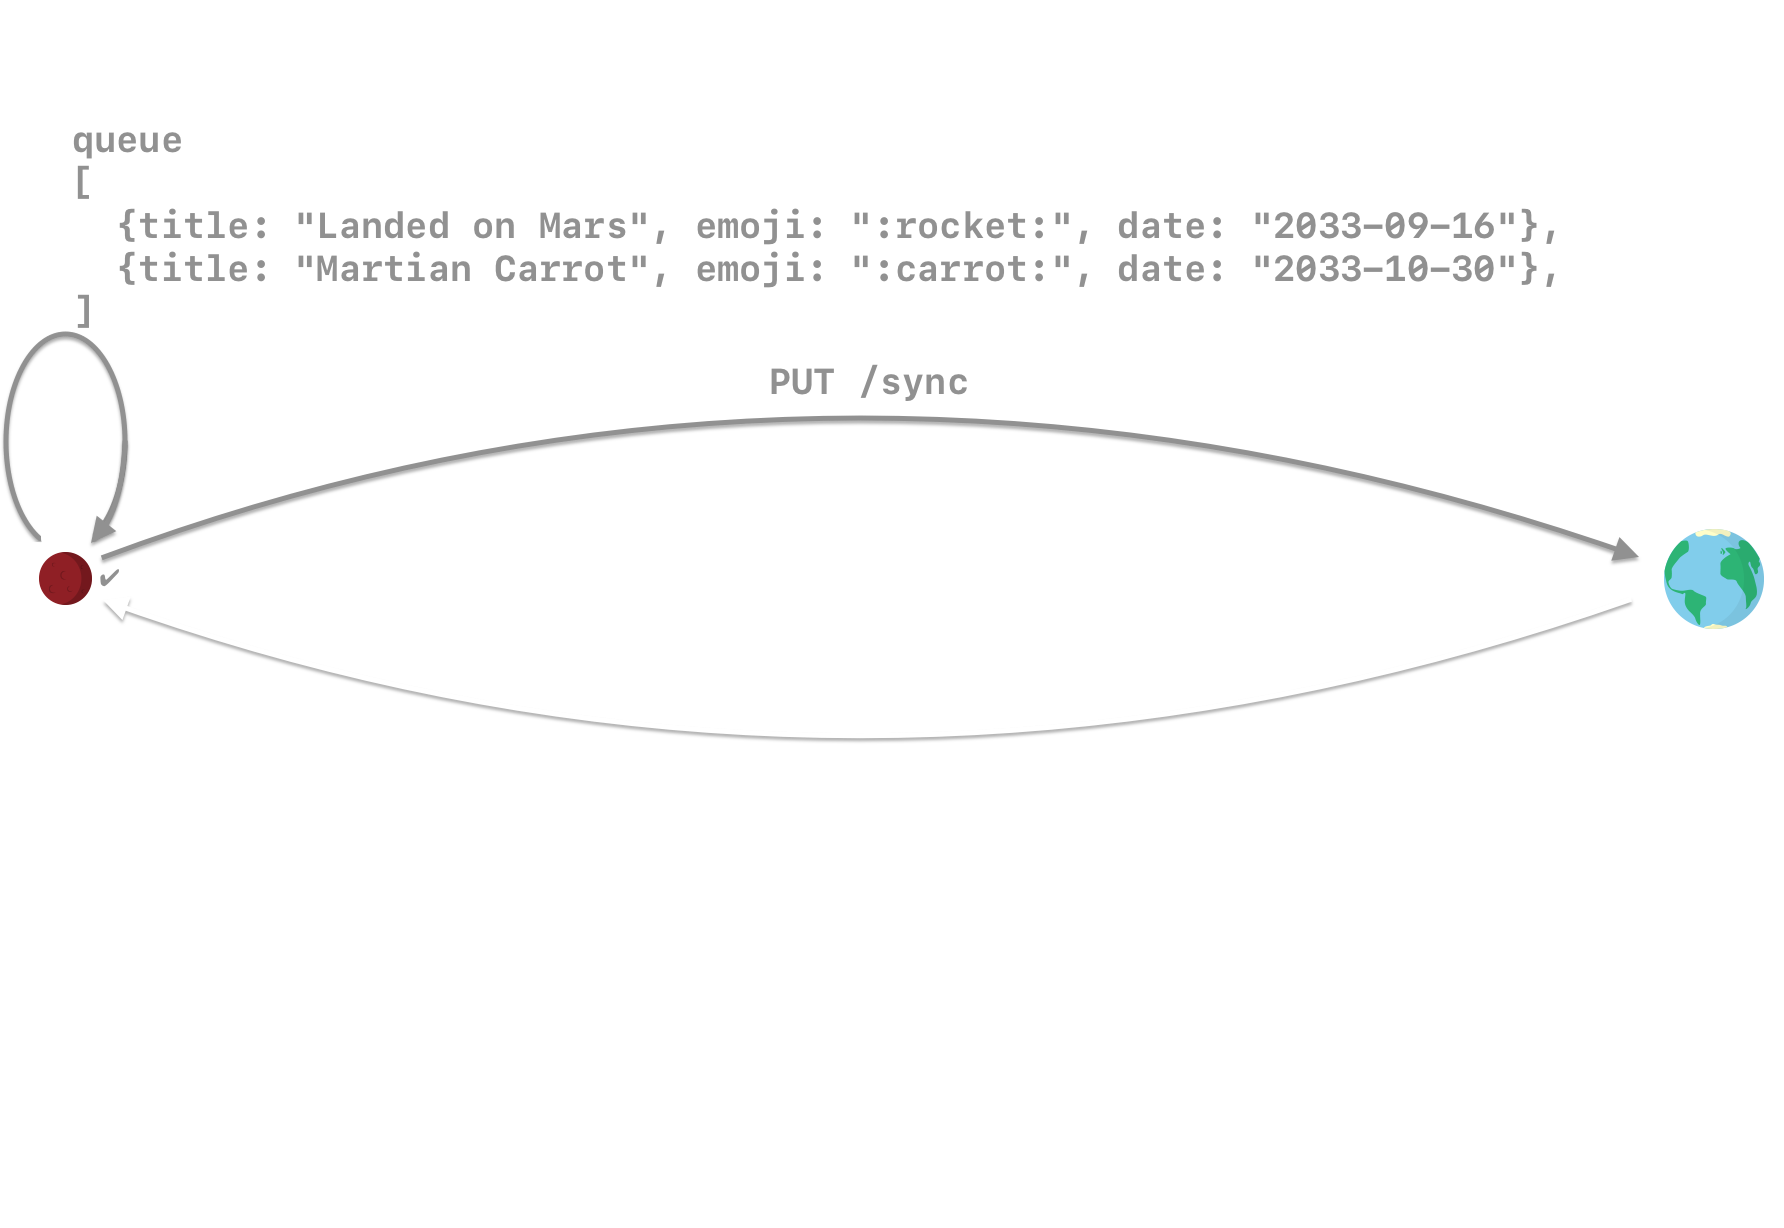 queue
[
  {title: "Landed on Mars", emoji: ":rocket:", date: "2033-09-16"},
  {title: "Martian Carrot", emoji: ":carrot:", date: "2033-10-30"},
]
PUT /sync
✔